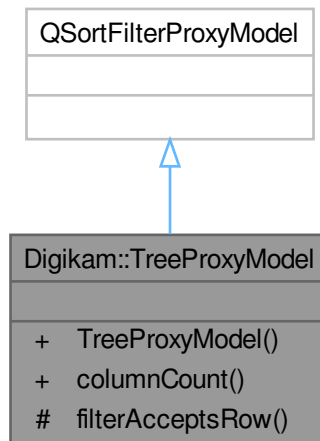 QSortFilterProxyModel
Digikam::TreeProxyModel
+ TreeProxyModel()
+ columnCount()
# filterAcceptsRow()